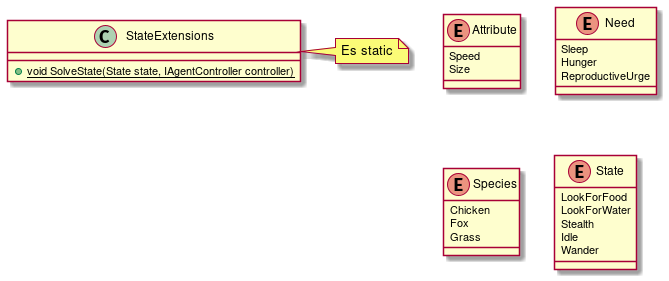 C StateExtensions
void SolveState(State state, IAgentController controller)
Es static
E Attribute
Speed
Size
E Need
Sleep
Hunger
ReproductiveUrge
E Species
Chicken
Fox
Grass
E State
LookForFood
LookForWater
Stealth
Idle
Wander